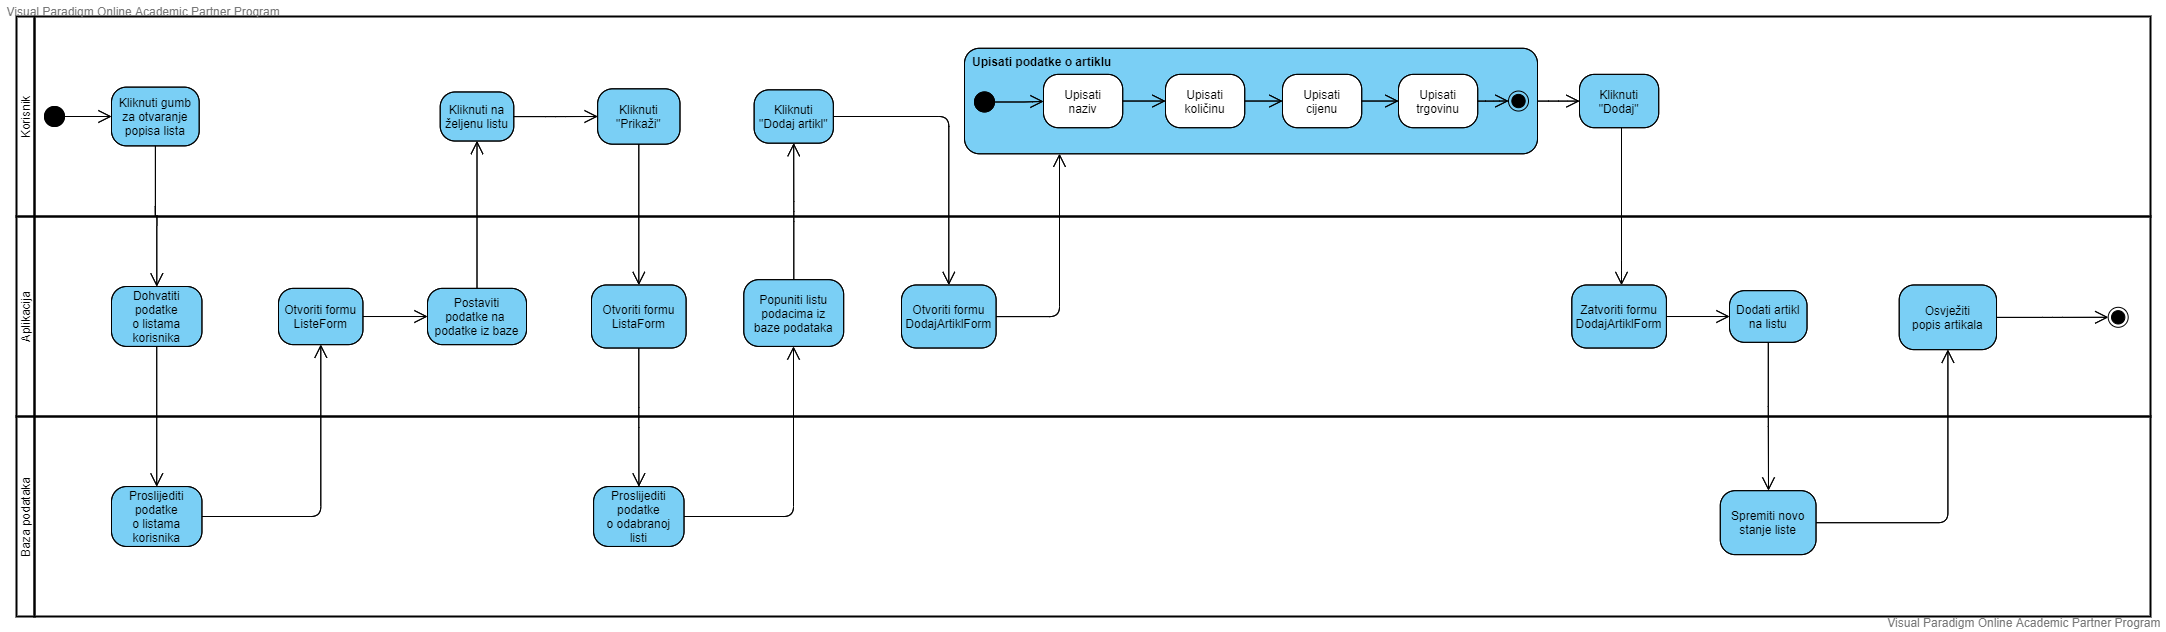 Visual Paradigm Online Academic Partner Program
Korisnik
Kliknuti gumb
za otvaranje
popisa lista
Kliknuti na
željenu listu
Kliknuti
"Prikaži"
Kliknuti
"Dodaj artikl"
Upisati podatke o artiklu
Upisati
naziv
Upisati
količinu
Upisati
cijenu
Upisati
trgovinu
Kliknuti
"Dodaj"
Aplikacija
Dohvatiti
podatke
o listama
korisnika
Otvoriti formu
ListeForm
Postaviti
podatke na
podatke iz baze
Otvoriti formu
ListaForm
Popuniti listu
podacima iz
baze podataka
Otvoriti formu
DodajArtiklForm
Zatvoriti formu
DodajArtiklForm
Dodati artikl
na listu
Osvježiti
popis artikala
Baza podataka
Proslijediti
podatke
o listama
korisnika
Proslijediti
podatke
o odabranoj
listi
Spremiti novo
stanje liste
Visual Paradigm Online Academic Partner Program